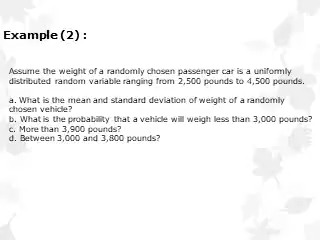 Example (2) :
Assume the weight of a randomly chosen passenger car is a uniformly
distributed random variable ranging from 2,500 pounds to 4,500 pounds.
a. What is the mean and standard deviation of weight of a randomly
chosen vehicle?
b. What is the probability that a vehicle will weigh less than 3,000 pounds?
c. More than 3,900 pounds?
d. Between 3,000 and 3,800 pounds?